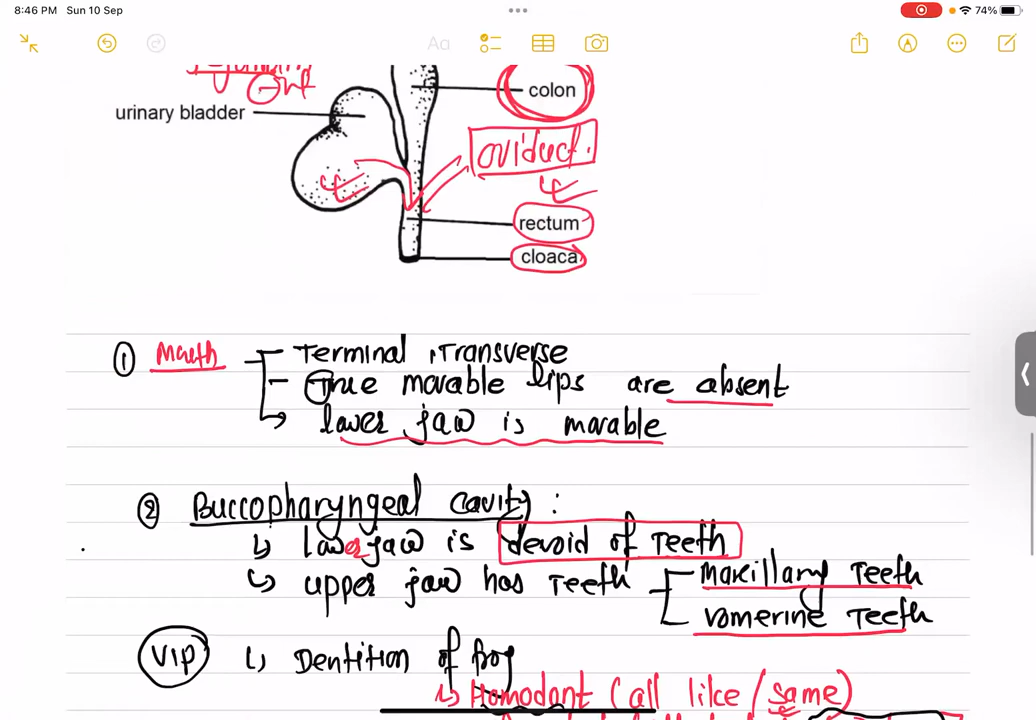 8:46 PM Sun 10 Sep
74%
Aa
colon
urinary bladder
oviduct.
rectum
cloaca
① Mouth
Terminal, Transverse
True movable lips are absent
lower jaw is movable
② Buccopharyngeal cavity :
lower jaw is devoid of Teeth
upper jaw has Teeth
Maxillary Teeth
vomerine Teeth
VIP Dentition of frog
Homodont (all like / same)